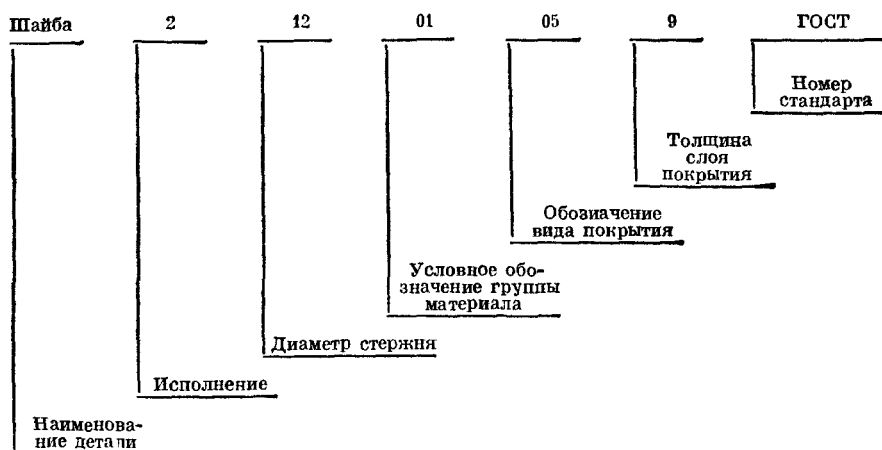 Шайба 2 12 01 05 9 ГОСТ
Номер
стандарта
Толщина
слоя
покрытия
Обозначение
вида покрытия
Условное обо-
значение группы
материала
Диаметр стержня
Исполнение
Наименова-
ние детали